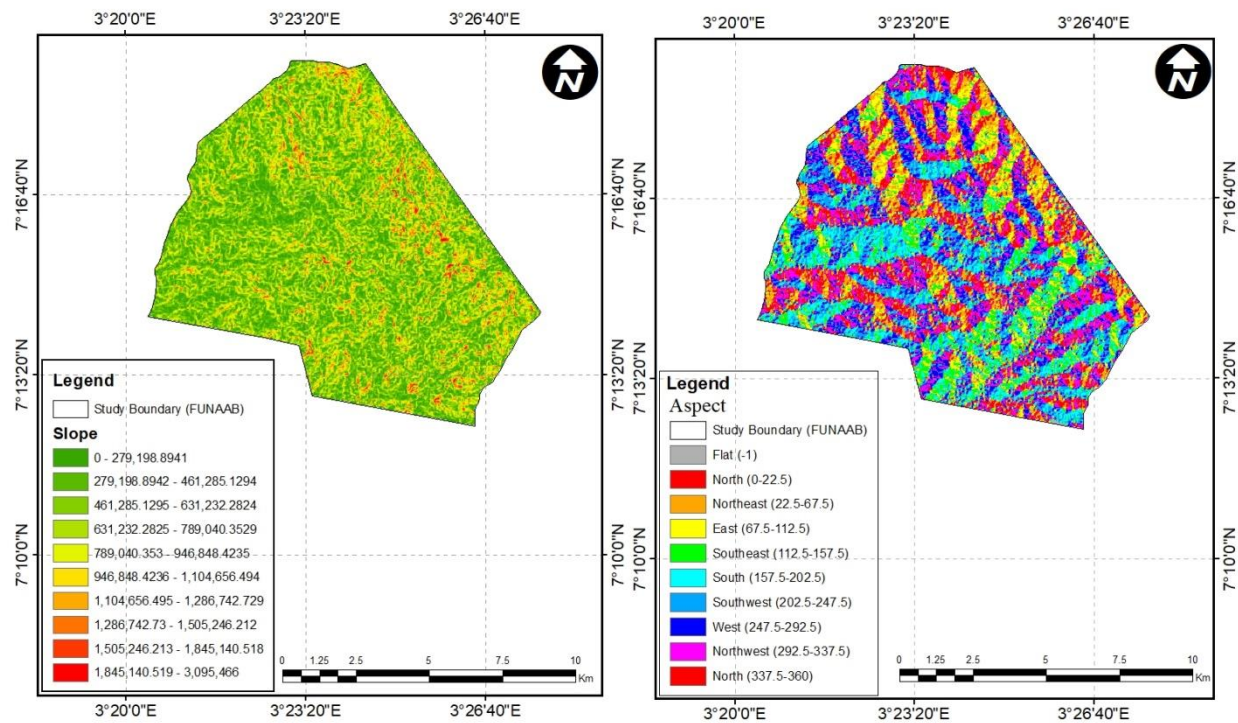 3°20'0"E 3°23'20"E 3°26'40"E
N
7°16'40"N 7°16'40"N
7°13'20"N 7°13'20"N
7°10'0"N 7°10'0"N
Legend
Study Boundary (FUNAAB)
Slope
0 - 279,198.8941
279,198.8942 - 461,285.1294
461,285.1295 - 631,232.2824
631,232.2825 - 789,040.3529
789,040.353 - 946,848.4235
946,848.4236 - 1,104,656.494
1,104,656.495 - 1,286,742.729
1,286,742.73 - 1,505,246.212
1,505,246.213 - 1,845,140.518
1,845,140.519 - 3,095,466
0 1.25 2.5 5 7.5 10
Km
3°20'0"E 3°23'20"E 3°26'40"E
3°20'0"E 3°23'20"E 3°26'40"E
N
7°16'40"N 7°16'40"N
7°13'20"N 7°13'20"N
7°10'0"N 7°10'0"N
Legend
Aspect
Study Boundary (FUNAAB)
Flat (-1)
North (0-22.5)
Northeast (22.5-67.5)
East (67.5-112.5)
Southeast (112.5-157.5)
South (157.5-202.5)
Southwest (202.5-247.5)
West (247.5-292.5)
Northwest (292.5-337.5)
North (337.5-360)
0 1.25 2.5 5 7.5 10
Km
3°20'0"E 3°23'20"E 3°26'40"E